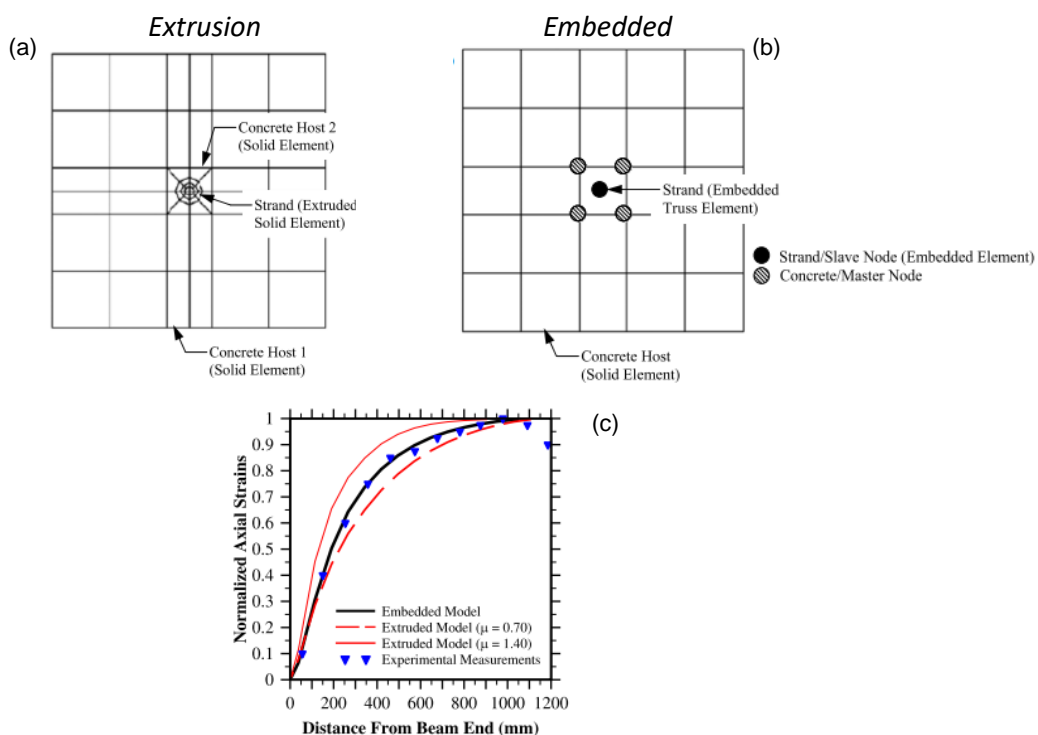 Extrusion
Embedded
(a)
(b)
Concrete Host 2
(Solid Element)
Strand (Extruded
Solid Element)
Concrete Host 1
(Solid Element)
Strand (Embedded
Truss Element)
Strand/Slave Node (Embedded Element)
Concrete/Master Node
Concrete Host
(Solid Element)
(c)
Normalized Axial Strains
1
0.9
0.8
0.7
0.6
0.5
0.4
0.3
0.2
0.1
0
Embedded Model
Extruded Model (μ = 0.70)
Extruded Model (μ = 1.40)
Experimental Measurements
0 200 400 600 800 1000 1200
Distance From Beam End (mm)